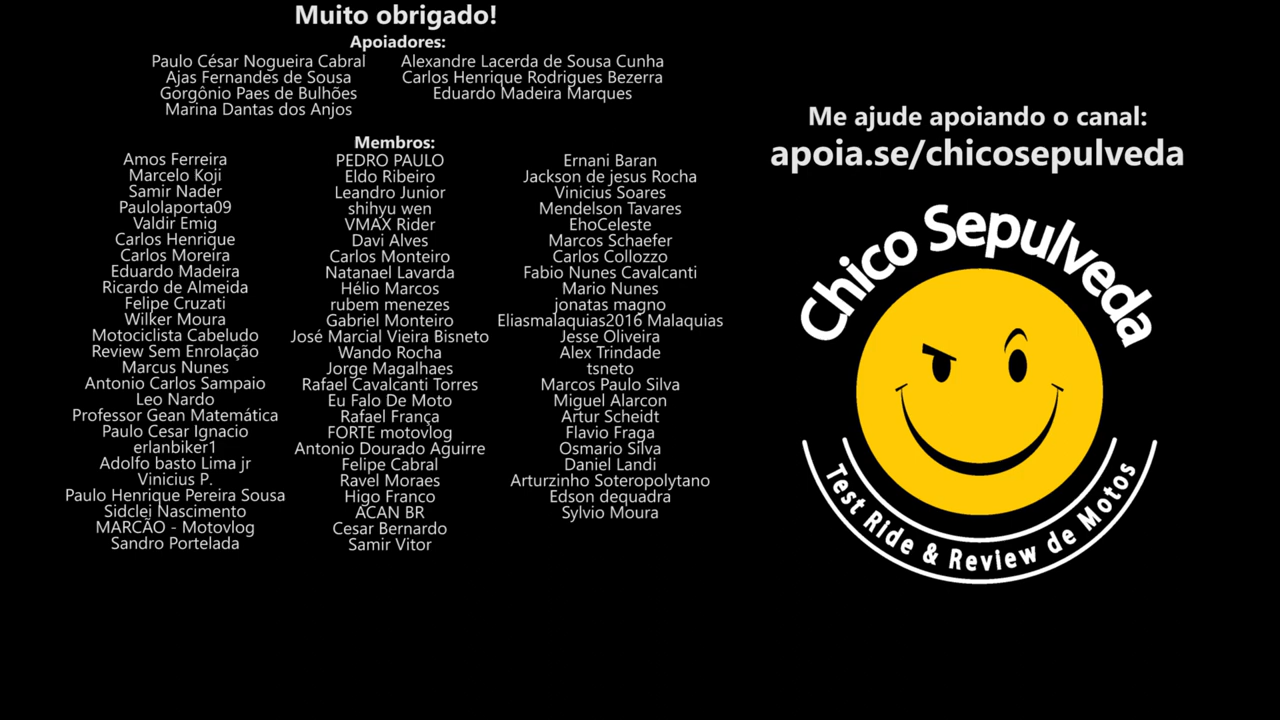 Muito obrigado!
Apoiadores:
Paulo César Nogueira Cabral
Ajas Fernandes de Sousa
Gorgônio Paes de Bulhões
Marina Dantas dos Anjos
Alexandre Lacerda de Sousa Cunha
Carlos Henrique Rodrigues Bezerra
Eduardo Madeira Marques
Membros:
Amos Ferreira
Marcelo Koji
Samir Nader
Paulolaporta09
Valdir Emig
Carlos Henrique
Carlos Moreira
Eduardo Madeira
Ricardo de Almeida
Felipe Cruzati
Wilker Moura
Motociclista Cabeludo
Review Sem Enrolação
Marcus Nunes
Antonio Carlos Sampaio
Leo Nardo
Professor Gean Matemática
Paulo Cesar Ignacio
erlanbiker1
Adolfo basto Lima jr
Vinicius P.
Paulo Henrique Pereira Sousa
Sidclei Nascimento
MARCÃO - Motovlog
Sandro Portelada
PEDRO PAULO
Eldo Ribeiro
Leandro Junior
shihyu wen
VMAX Rider
Davi Alves
Carlos Monteiro
Natanael Lavarda
Hélio Marcos
rubem menezes
Gabriel Monteiro
José Marcial Vieira Bisneto
Wando Rocha
Jorge Magalhaes
Rafael Cavalcanti Torres
Eu Falo De Moto
Rafael França
FORTE motovlog
Antonio Dourado Aguirre
Felipe Cabral
Ravel Moraes
Higo Franco
ACAN BR
Cesar Bernardo
Samir Vitor
Ernani Baran
Jackson de jesus Rocha
Vinicius Soares
Mendelson Tavares
EhoCeleste
Marcos Schaefer
Carlos Collozzo
Fabio Nunes Cavalcanti
Mario Nunes
jonatas magno
Eliasmalaquias2016 Malaquias
Jesse Oliveira
Alex Trindade
tsneto
Marcos Paulo Silva
Miguel Alarcon
Artur Scheidt
Flavio Fraga
Osmario Silva
Daniel Landi
Arturzinho Soteropolytano
Edson dequadra
Sylvio Moura
Me ajude apoiando o canal:
apoia.se/chicosepulveda
Chico Sepulveda
Test Ride & Review de Motos